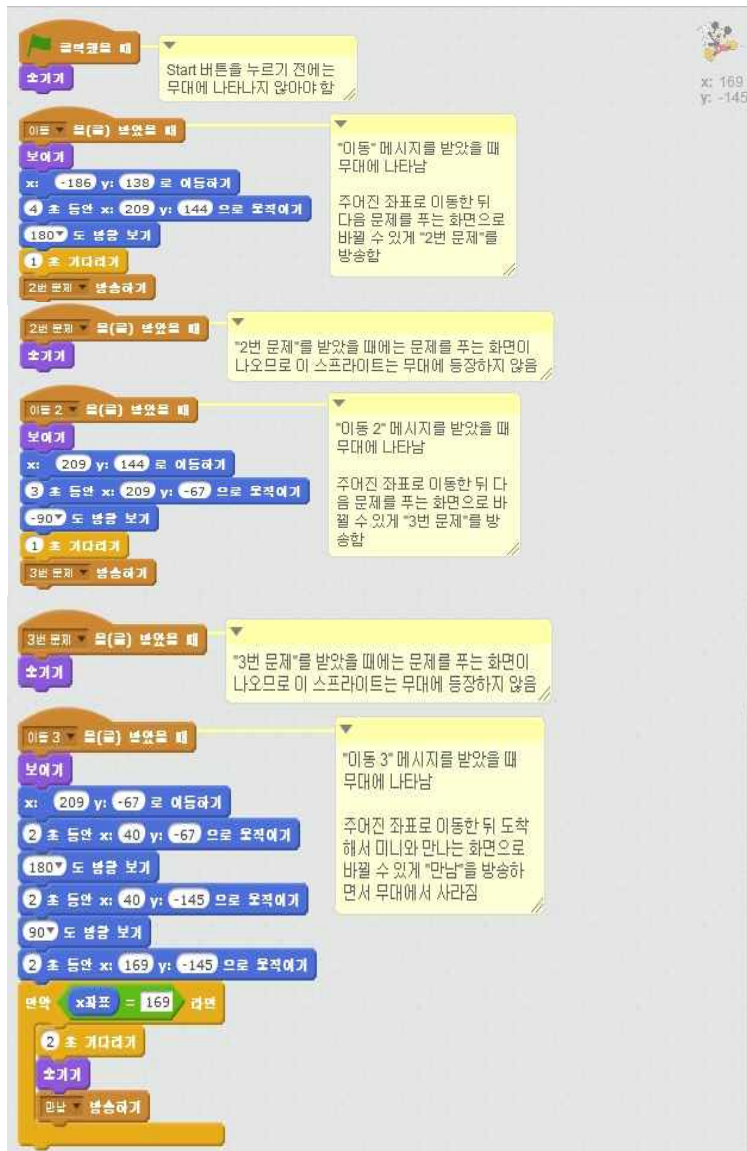 클릭했을 때
숨기기
Start 버튼을 누르기 전에는
무대에 나타나지 않아야 함
x: 169
y: -145
이동 을(를) 받았을 때
보이기
x: -186 y: 138 로 이동하기
4 초 동안 x: 209 y: 144 으로 움직이기
180 도 방향 보기
1 초 기다리기
2번 문제 방송하기
"이동" 메시지를 받았을 때
무대에 나타남
주어진 좌표로 이동한 뒤
다음 문제를 푸는 화면으로
바뀔 수 있게 "2번 문제"를
방송함
2번 문제 을(를) 받았을 때
숨기기
"2번 문제"를 받았을 때에는 문제를 푸는 화면이
나오므로 이 스프라이트는 무대에 등장하지 않음
이동 2 을(를) 받았을 때
보이기
x: 209 y: 144 로 이동하기
3 초 동안 x: 209 y: -67 으로 움직이기
-90 도 방향 보기
1 초 기다리기
3번 문제 방송하기
"이동 2" 메시지를 받았을 때
무대에 나타남
주어진 좌표로 이동한 뒤 다
음 문제를 푸는 화면으로 바
뀔 수 있게 "3번 문제"를 방
송함
3번 문제 을(를) 받았을 때
숨기기
"3번 문제"를 받았을 때에는 문제를 푸는 화면이
나오므로 이 스프라이트는 무대에 등장하지 않음
이동 3 을(를) 받았을 때
보이기
x: 209 y: -67 로 이동하기
2 초 동안 x: 40 y: -67 으로 움직이기
180 도 방향 보기
2 초 동안 x: 40 y: -145 으로 움직이기
90 도 방향 보기
2 초 동안 x: 169 y: -145 으로 움직이기
만약 x좌표 = 169 라면
2 초 기다리기
숨기기
만남 방송하기
"이동 3" 메시지를 받았을 때
무대에 나타남
주어진 좌표로 이동한 뒤 도착
해서 미니와 만나는 화면으로
바뀔 수 있게 "만남"을 방송하
면서 무대에서 사라짐